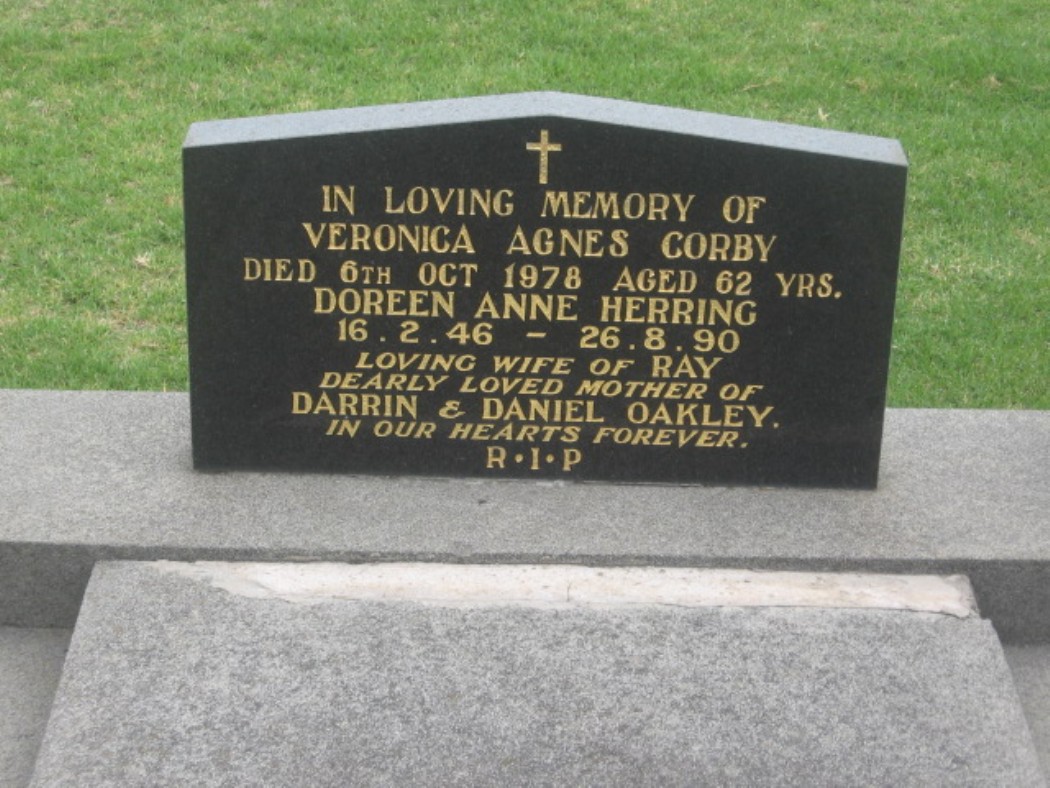 IN LOVING MEMORY OF
VERONICA AGNES CORBY
DIED 6TH OCT 1978 AGED 62 YRS.
DOREEN ANNE HERRING
16.2.46 - 26.8.90
LOVING WIFE OF RAY
DEARLY LOVED MOTHER OF
DARRIN & DANIEL OAKLEY.
IN OUR HEARTS FOREVER.
R·I·P